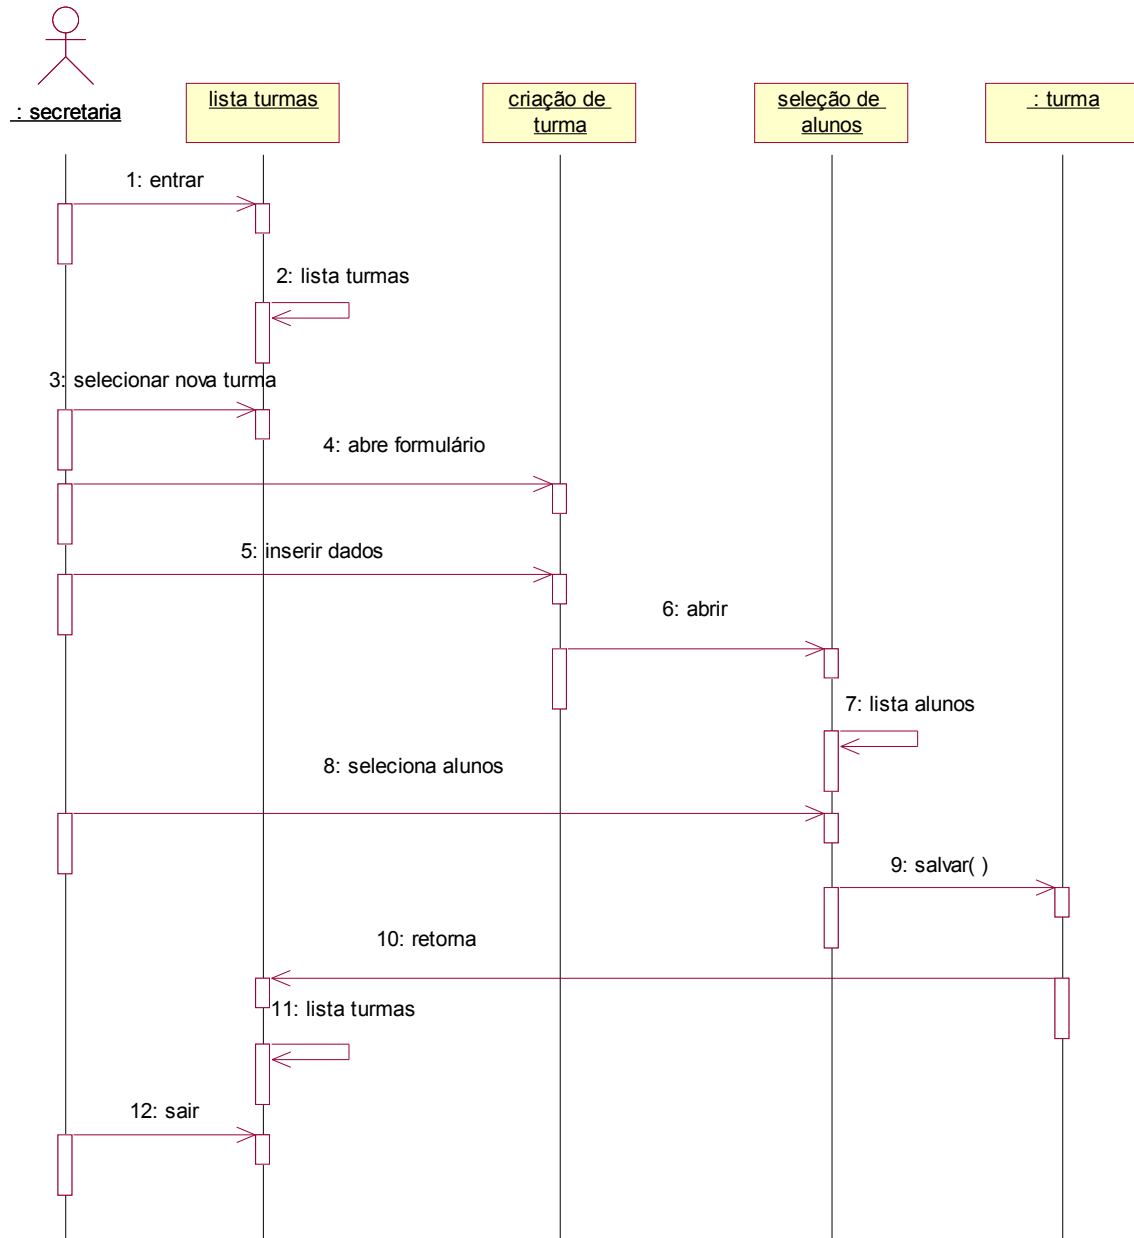 : secretaria
lista turmas
criação de
turma
seleção de
alunos
: turma
1: entrar
2: lista turmas
3: selecionar nova turma
4: abre formulário
5: inserir dados
6: abrir
7: lista alunos
8: seleciona alunos
9: salvar( )
10: retorna
11: lista turmas
12: sair